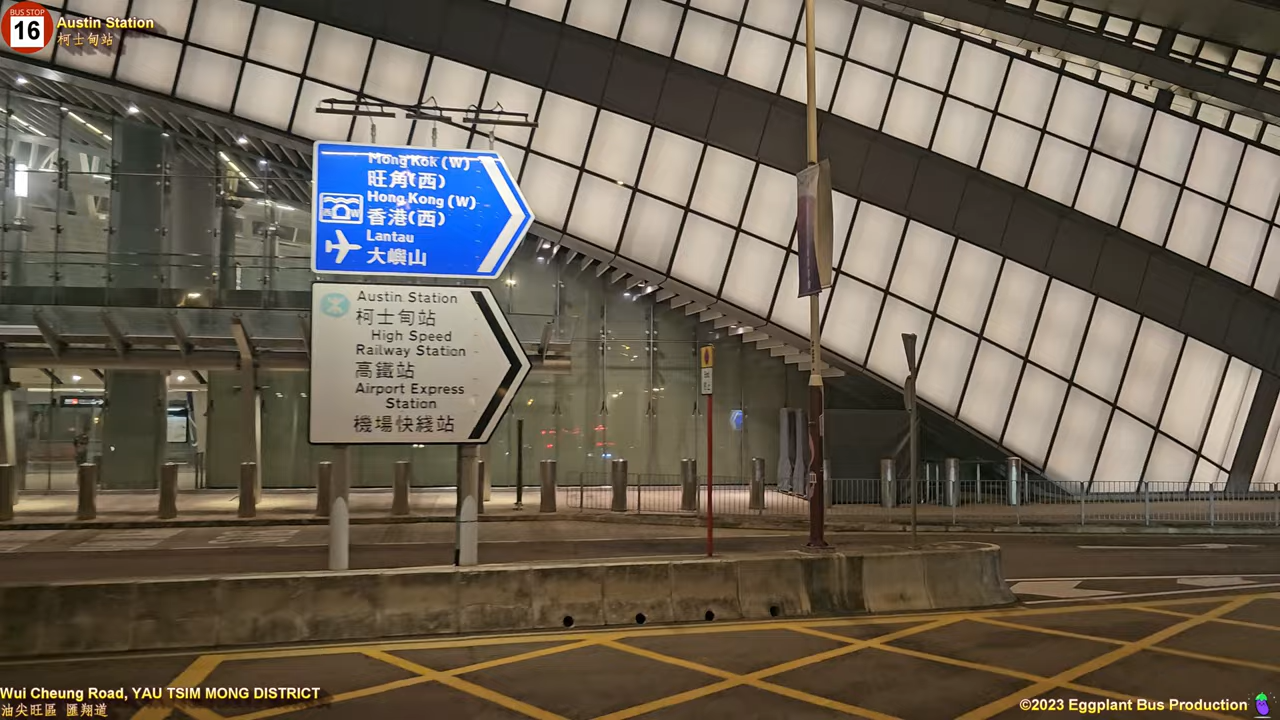 BUS STOP
16
Austin Station
柯士甸站
Mong Kok (W)
旺角(西)
Hong Kong (W)
香港(西)
Lantau
大嶼山
Austin Station
柯士甸站
High Speed
Railway Station
高鐵站
Airport Express
Station
機場快綫站
Wui Cheung Road, YAU TSIM MONG DISTRICT
油尖旺區 匯翔道
©2023 Eggplant Bus Production